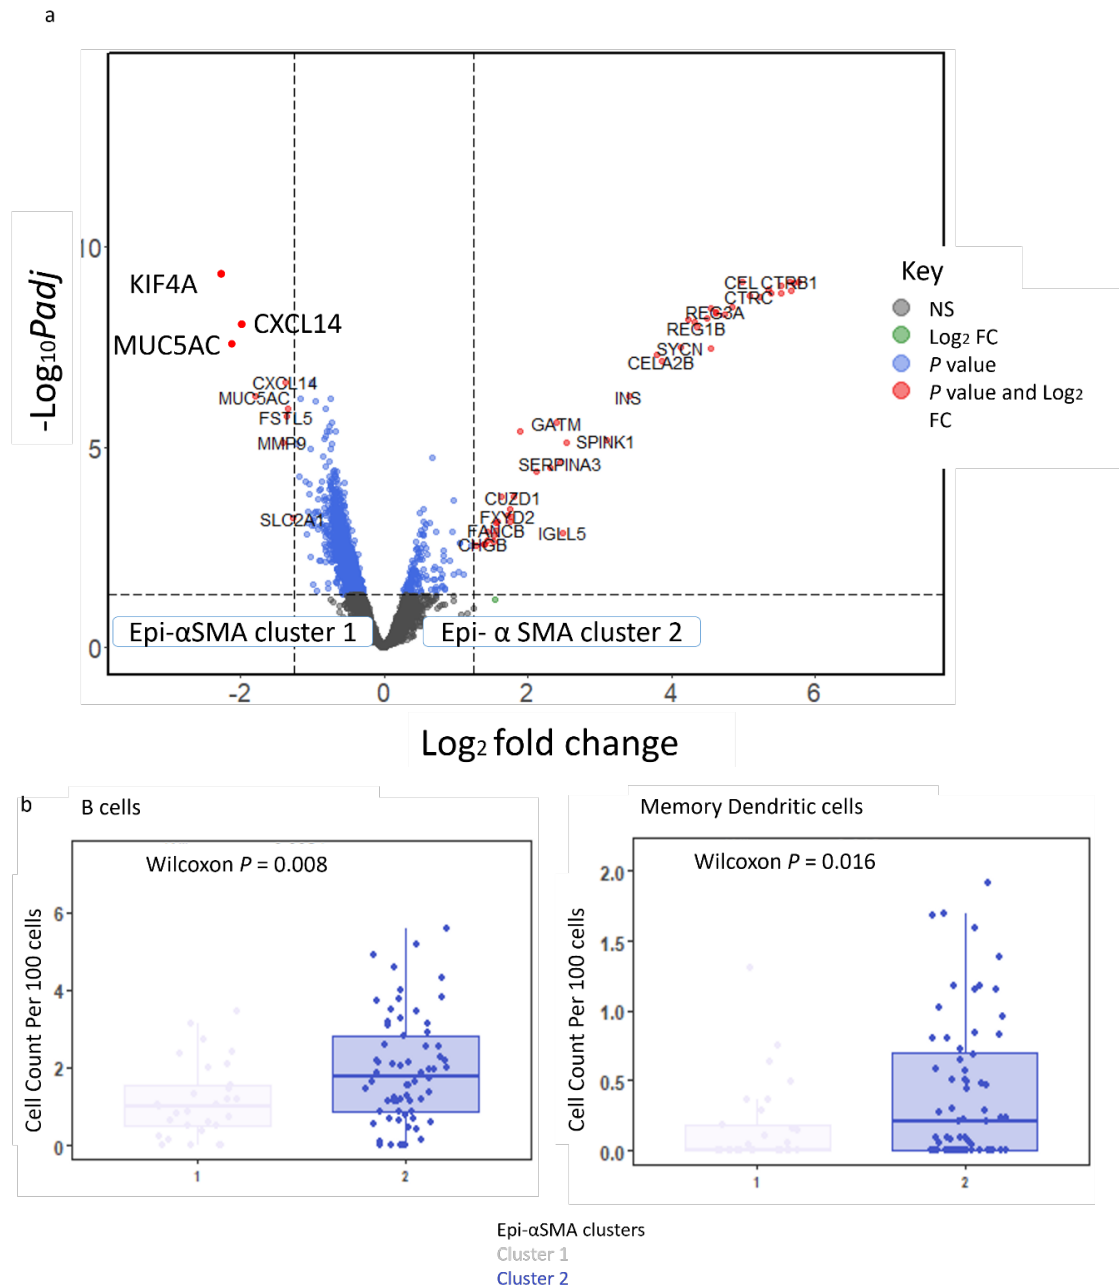 a
-Log10Padj
10
5
0
KIF4A
CXCL14
MUC5AC
CXCL14
MUC5AC
FSTL5
MMP9
SLC2A1
CEL CTRB1
CTRC
REG3A
REG1B
SYCN
CELA2B
INS
GATM
SPINK1
SERPINA3
CUZD1
FXYD2
FANCB
IGLL5
CHGB
Key
NS
Log2 FC
P value
P value and Log2
FC
Epi-αSMA cluster 1
Epi- α SMA cluster 2
-2 0 2 4 6
Log2 fold change
b
B cells
Wilcoxon P = 0.008
Cell Count Per 100 cells
6
4
2
0
1 2
Memory Dendritic cells
Wilcoxon P = 0.016
Cell Count Per 100 cells
2.0
1.5
1.0
0.5
0.0
1 2
Epi-αSMA clusters
Cluster 1
Cluster 2